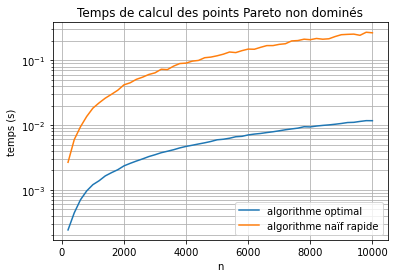 Temps de calcul des points Pareto non dominés
temps (s)
10⁻¹
10⁻²
10⁻³
algorithme optimal
algorithme naïf rapide
0 2000 4000 6000 8000 10000
n